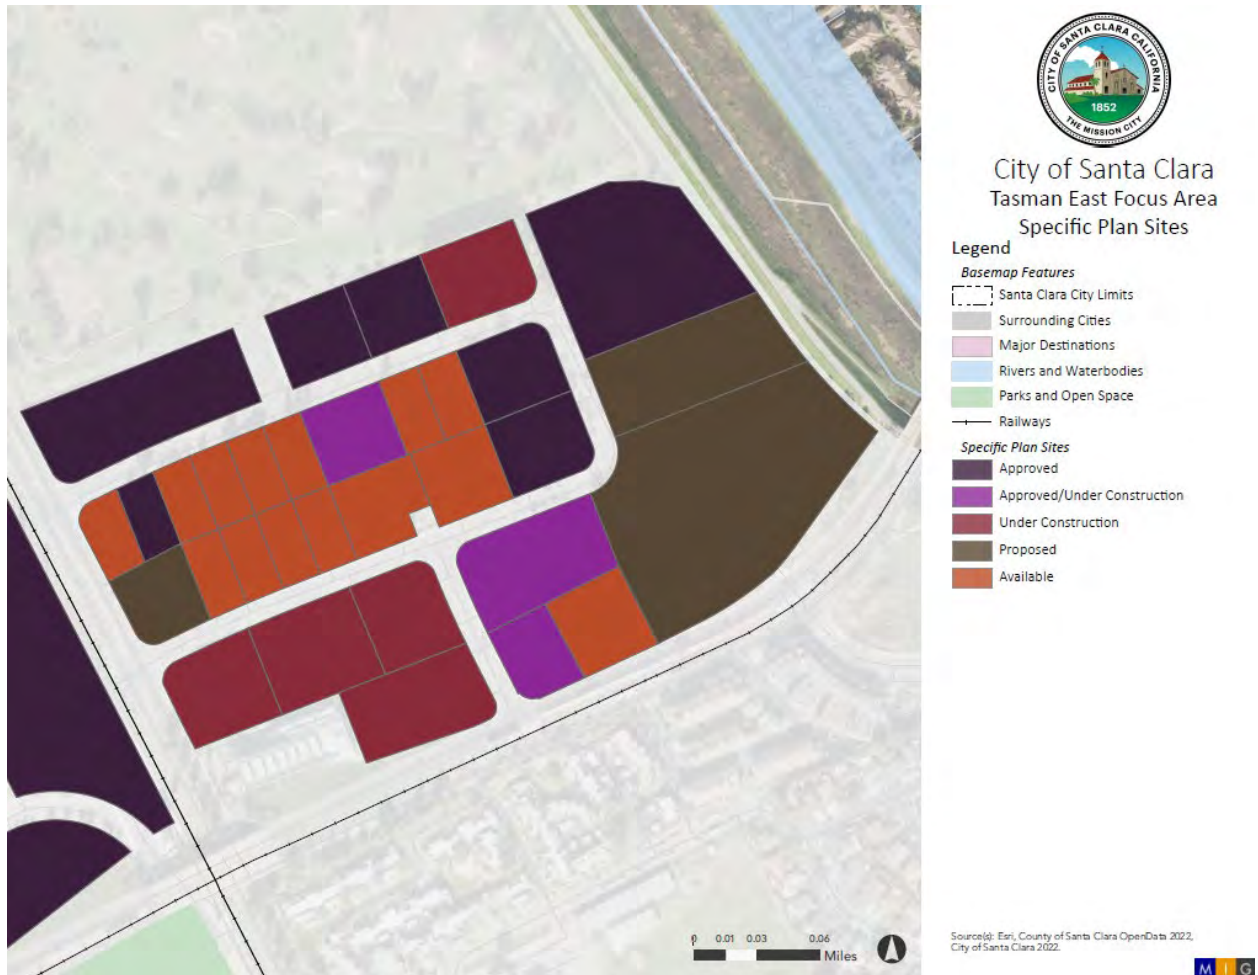 CITY OF SANTA CLARA CALIFORNIA
1852
THE MISSION CITY
City of Santa Clara
Tasman East Focus Area
Specific Plan Sites
Legend
Basemap Features
Santa Clara City Limits
Surrounding Cities
Major Destinations
Rivers and Waterbodies
Parks and Open Space
Railways
Specific Plan Sites
Approved
Approved/Under Construction
Under Construction
Proposed
Available
0 0.01 0.03 0.06
Miles
Source(s): Esri, County of Santa Clara OpenData 2022,
City of Santa Clara 2022.
M I G